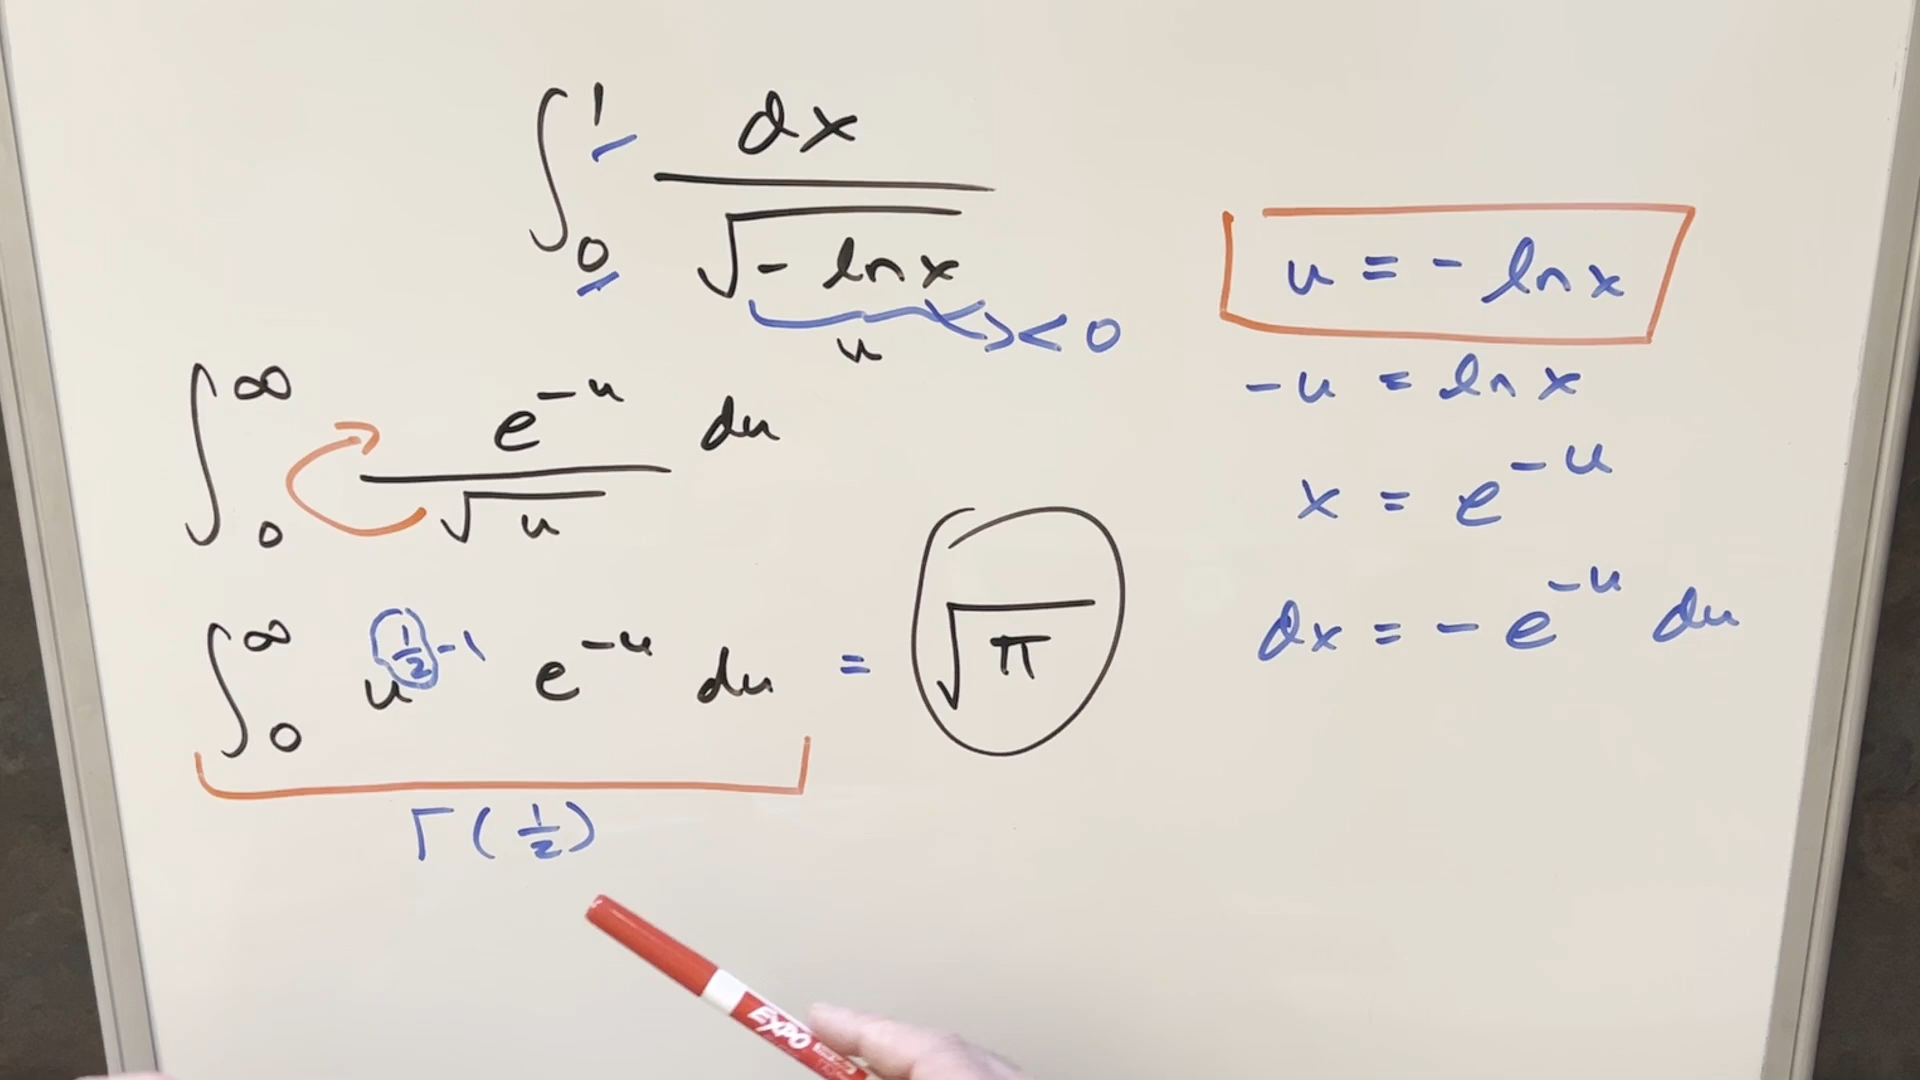 ∫₀¹ dx / √(-ln x)
u
< 0
u = - ln x
-u = ln x
x = e^{-u}
dx = - e^{-u} du
∫₀^∞ e^{-u} / √u du
∫₀^∞ u^{1/2 - 1} e^{-u} du = √π
Γ(1/2)
EXPO